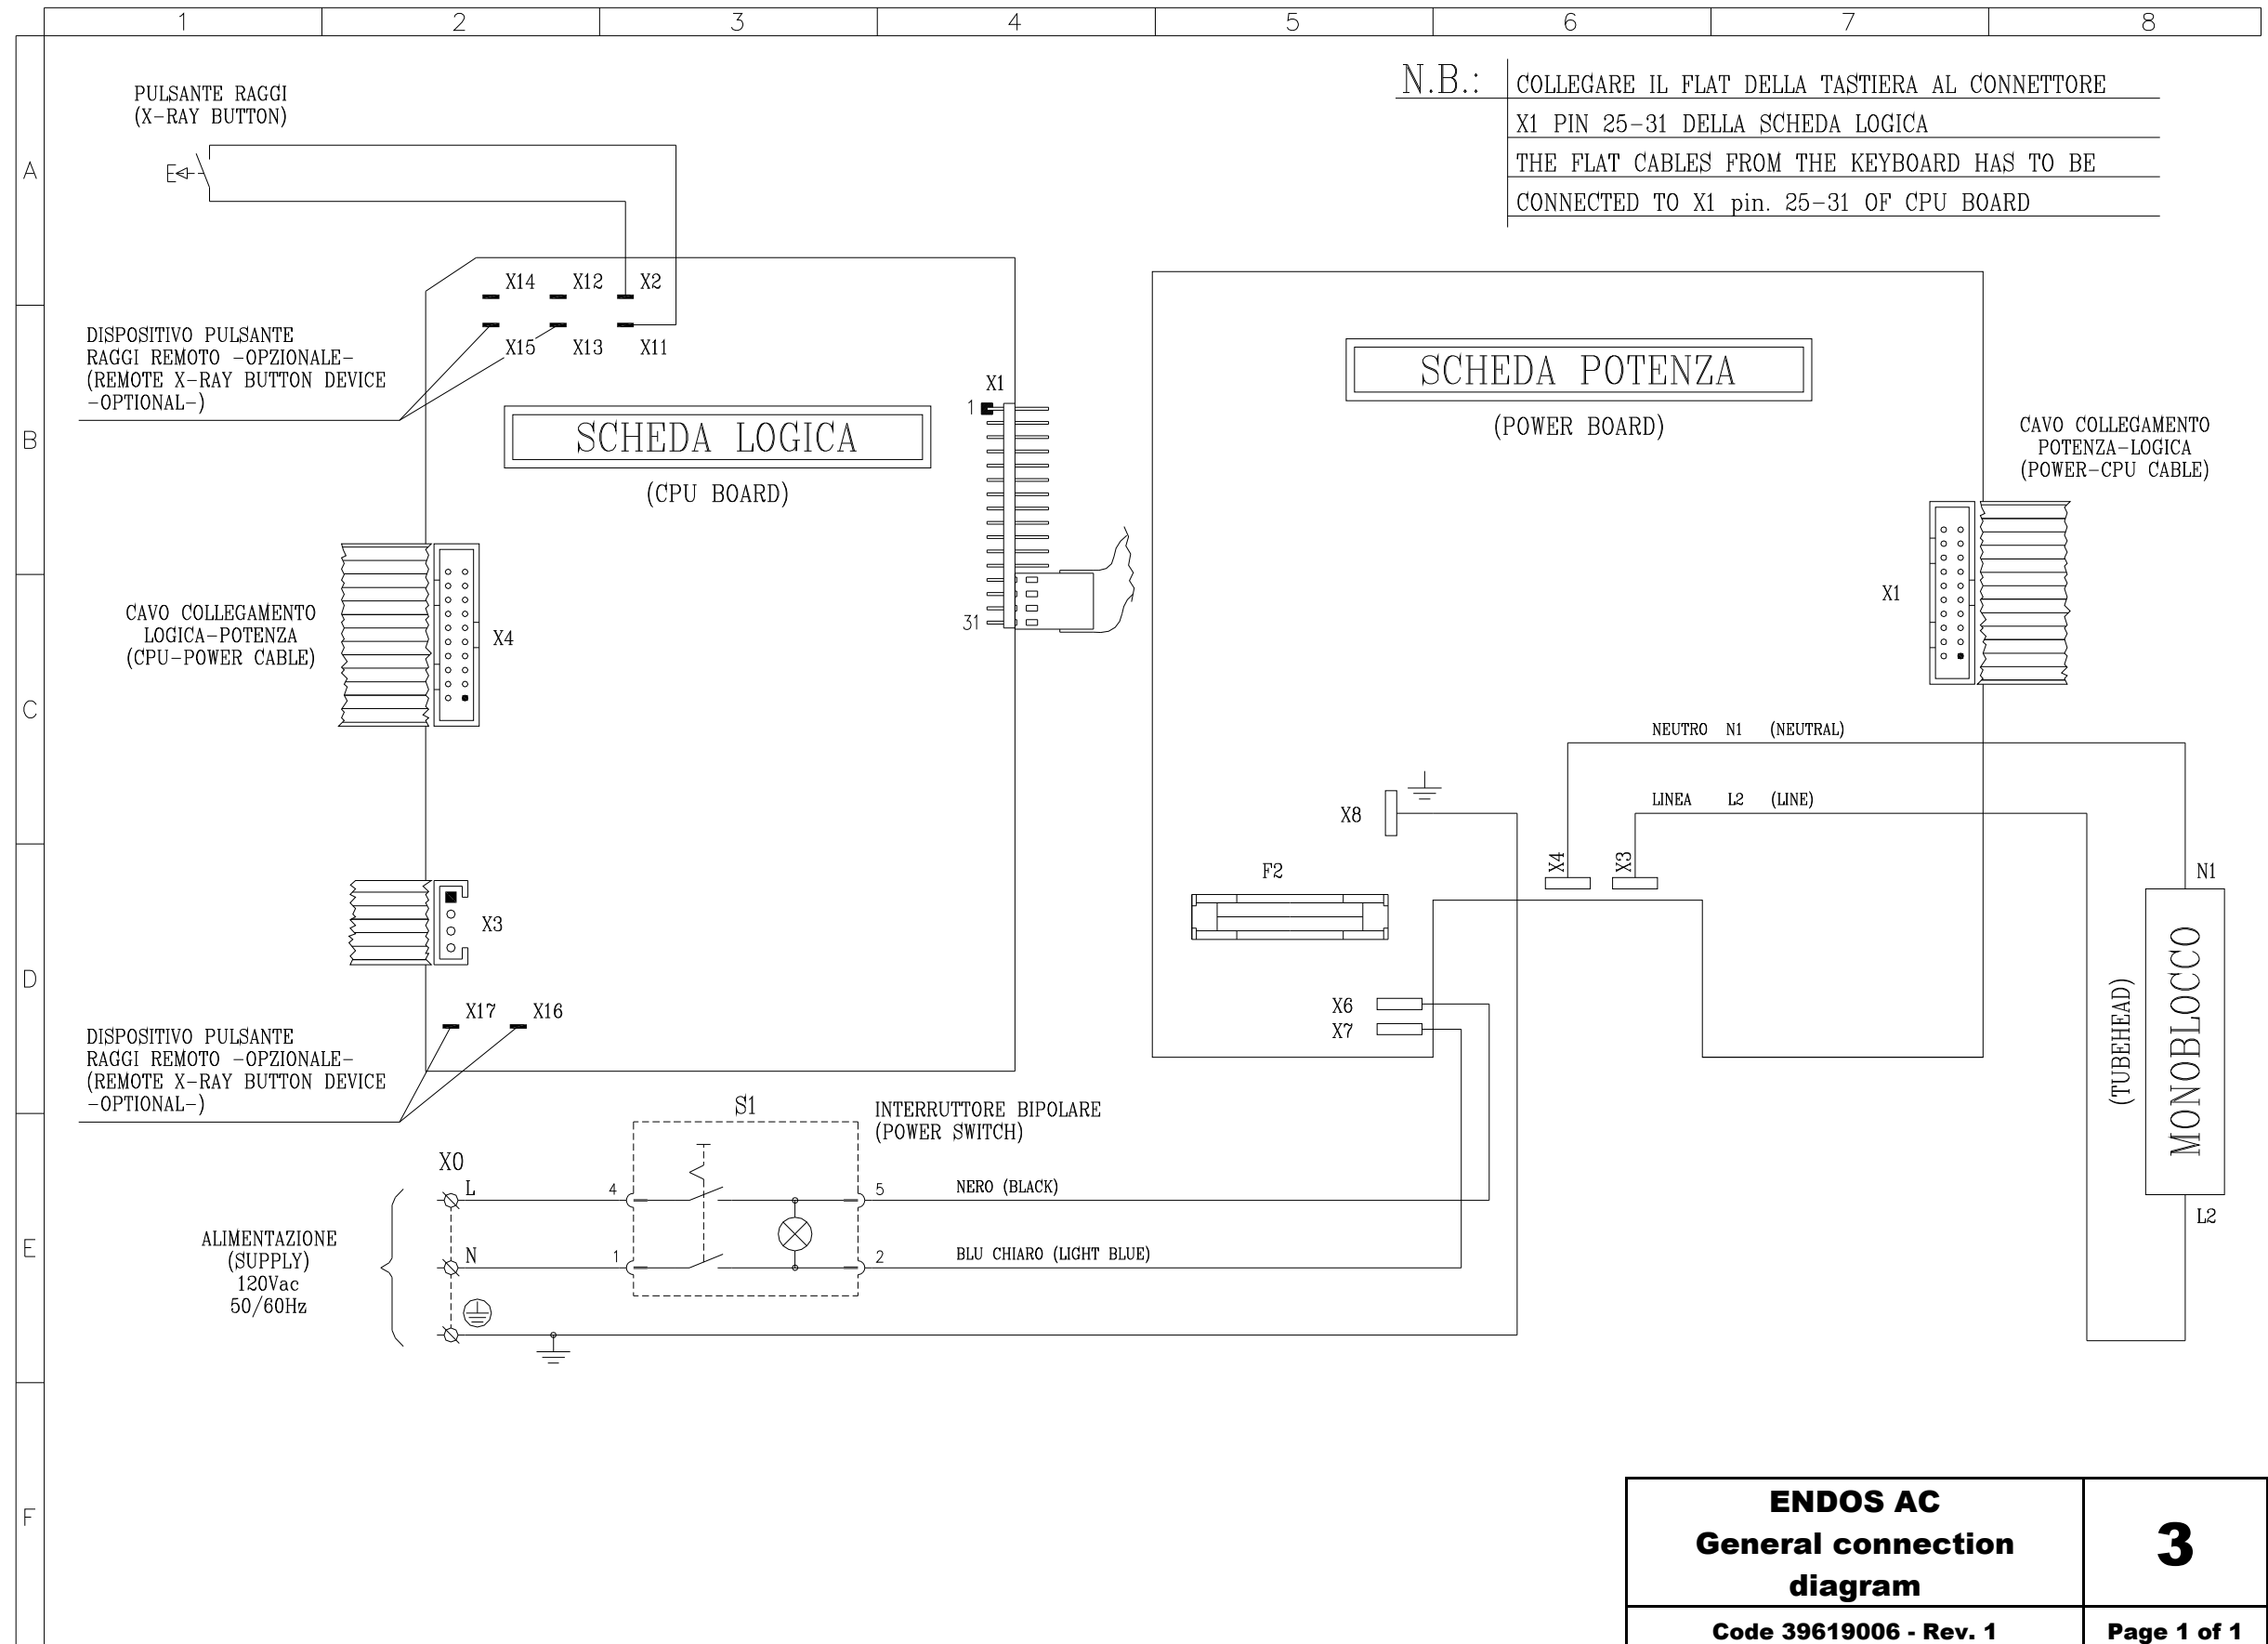 1 2 3 4 5 6 7 8
A
B
C
D
E
F
PULSANTE RAGGI
(X-RAY BUTTON)
N.B.:
COLLEGARE IL FLAT DELLA TASTIERA AL CONNETTORE
X1 PIN 25-31 DELLA SCHEDA LOGICA
THE FLAT CABLES FROM THE KEYBOARD HAS TO BE
CONNECTED TO X1 pin. 25-31 OF CPU BOARD
X14 X12 X2
X15 X13 X11
DISPOSITIVO PULSANTE
RAGGI REMOTO -OPZIONALE-
(REMOTE X-RAY BUTTON DEVICE
-OPTIONAL-)
SCHEDA LOGICA
(CPU BOARD)
X1
1
31
CAVO COLLEGAMENTO
LOGICA-POTENZA
(CPU-POWER CABLE)
X4
X3
X17 X16
DISPOSITIVO PULSANTE
RAGGI REMOTO -OPZIONALE-
(REMOTE X-RAY BUTTON DEVICE
-OPTIONAL-)
SCHEDA POTENZA
(POWER BOARD)
CAVO COLLEGAMENTO
POTENZA-LOGICA
(POWER-CPU CABLE)
X1
NEUTRO N1 (NEUTRAL)
LINEA L2 (LINE)
X8
X4
X3
F2
X6
X7
N1
MONOBLOCCO
(TUBEHEAD)
L2
S1
INTERRUTTORE BIPOLARE
(POWER SWITCH)
X0
L
4
5
NERO (BLACK)
N
1
2
BLU CHIARO (LIGHT BLUE)
ALIMENTAZIONE
(SUPPLY)
120Vac
50/60Hz
ENDOS AC
General connection
diagram
3
Code 39619006 - Rev. 1
Page 1 of 1